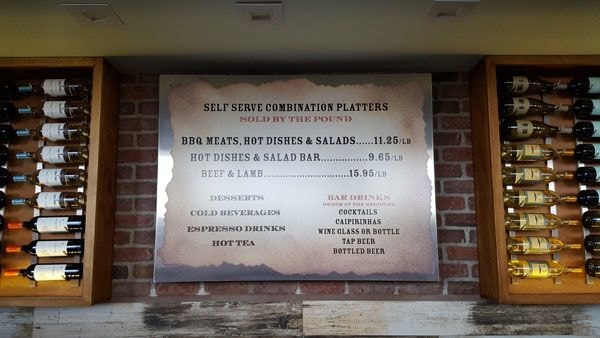 SELF SERVE COMBINATION PLATTERS
SOLD BY THE POUND
BBQ MEATS, HOT DISHES & SALADS......11.25/LB
HOT DISHES & SALAD BAR.................9.65/LB
BEEF & LAMB..............................15.95/LB
DESSERTS
COLD BEVERAGES
ESPRESSO DRINKS
HOT TEA
BAR DRINKS
ORDER AT THE REGISTER
COCKTAILS
CAIPIRINHAS
WINE GLASS OR BOTTLE
TAP BEER
BOTTLED BEER